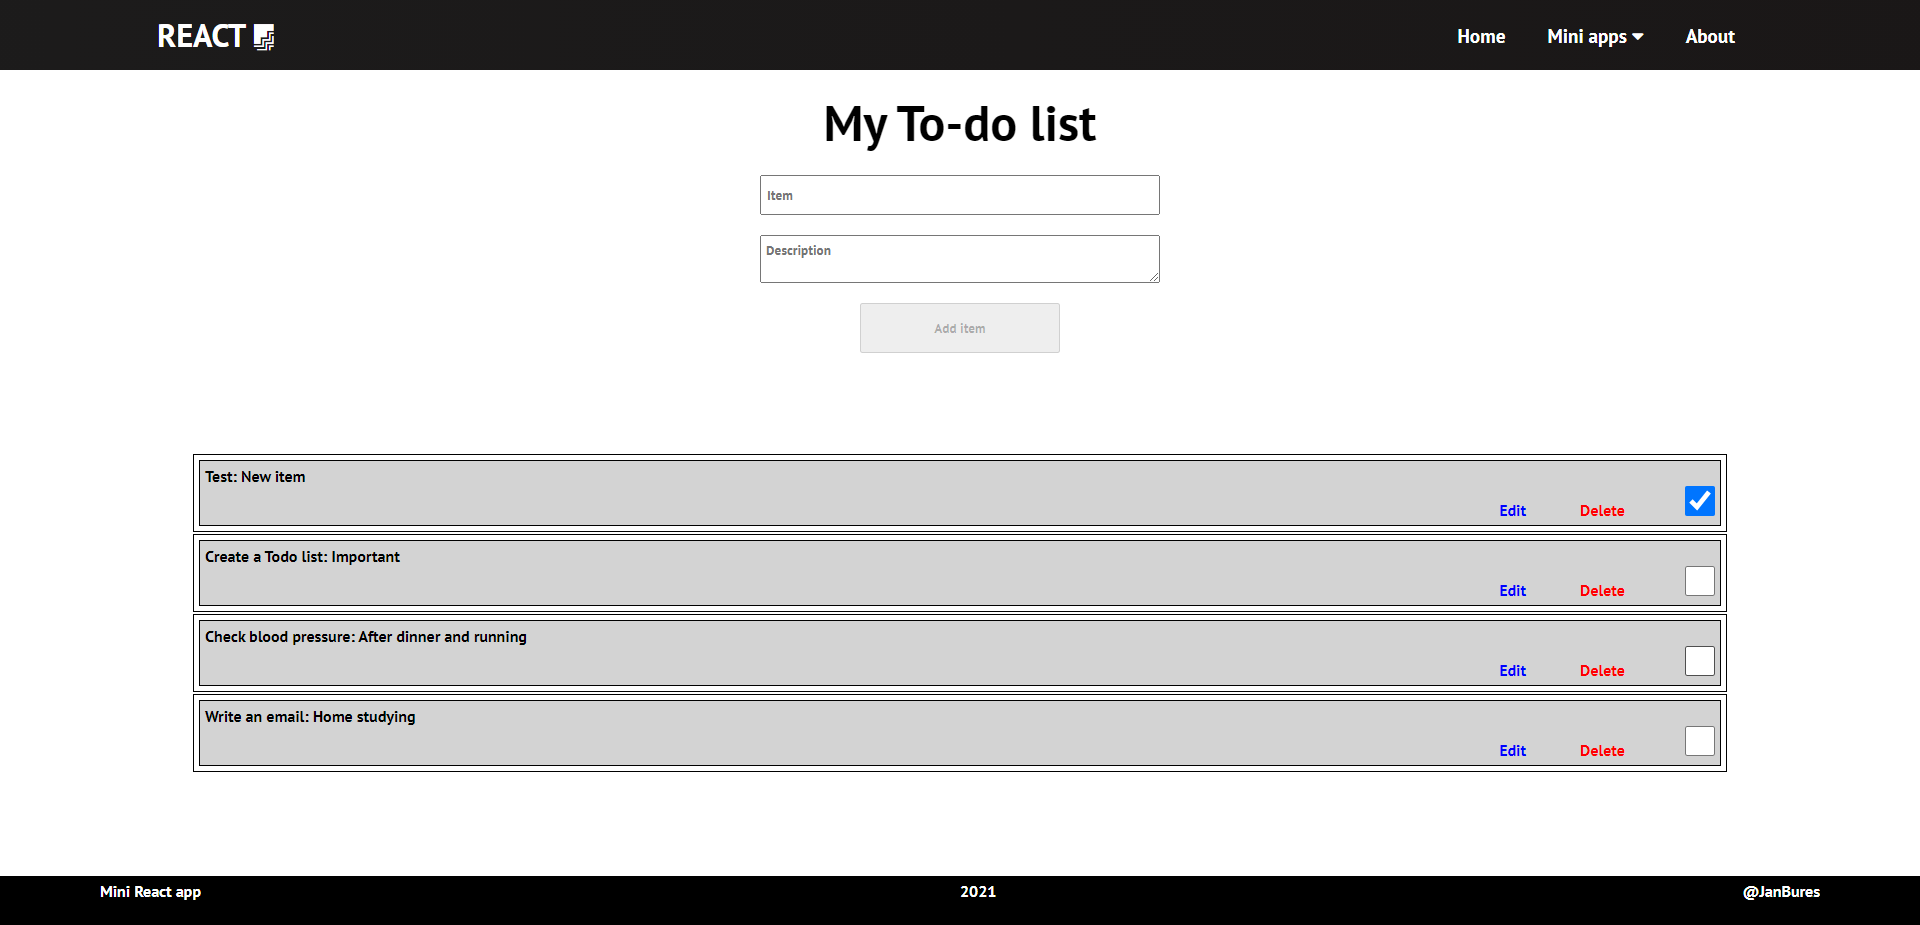 REACT
Home
Mini apps
About
My To-do list
Item
Description
Add item
Test: New item
Edit
Delete
Create a Todo list: Important
Edit
Delete
Check blood pressure: After dinner and running
Edit
Delete
Write an email: Home studying
Edit
Delete
Mini React app
2021
@JanBures